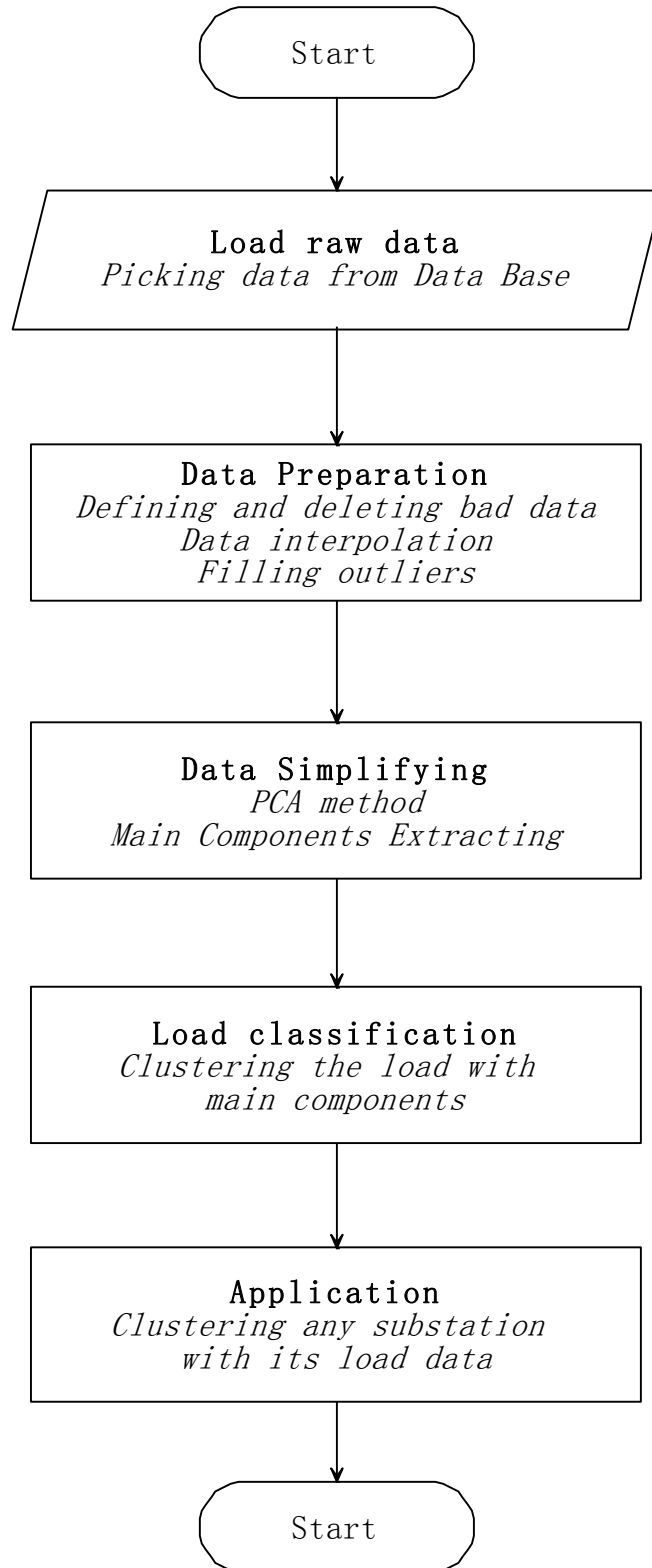 Start
Load raw data
Picking data from Data Base
Data Preparation
Defining and deleting bad data
Data interpolation
Filling outliers
Data Simplifying
PCA method
Main Components Extracting
Load classification
Clustering the load with
main components
Application
Clustering any substation
with its load data
Start